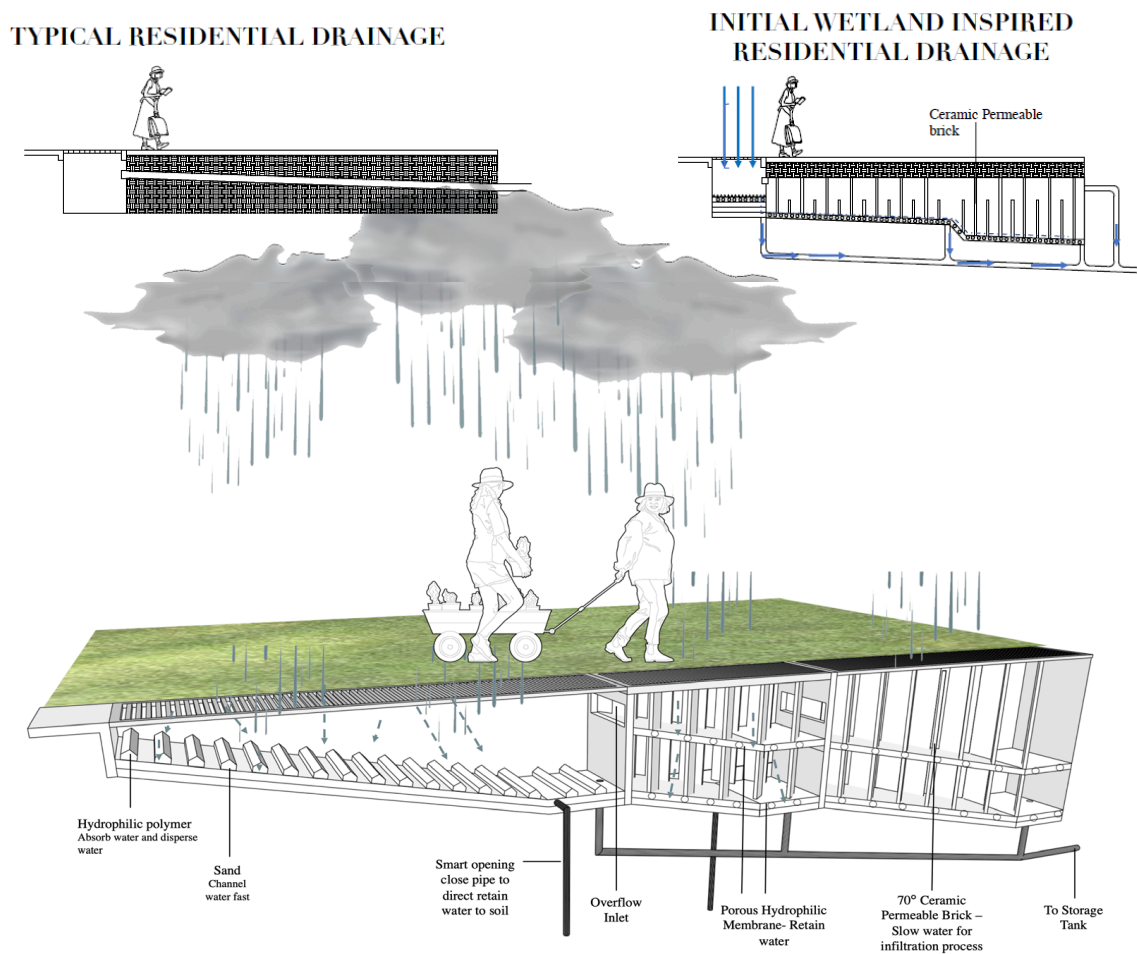 TYPICAL RESIDENTIAL DRAINAGE
INITIAL WETLAND INSPIRED
RESIDENTIAL DRAINAGE
Ceramic Permeable
brick
Hydrophilic polymer
Absorb water and disperse
water
Sand
Channel
water fast
Smart opening
close pipe to
direct retain
water to soil
Overflow
Inlet
Porous Hydrophilic
Membrane- Retain
water
70° Ceramic
Permeable Brick –
Slow water for
infiltration process
To Storage
Tank